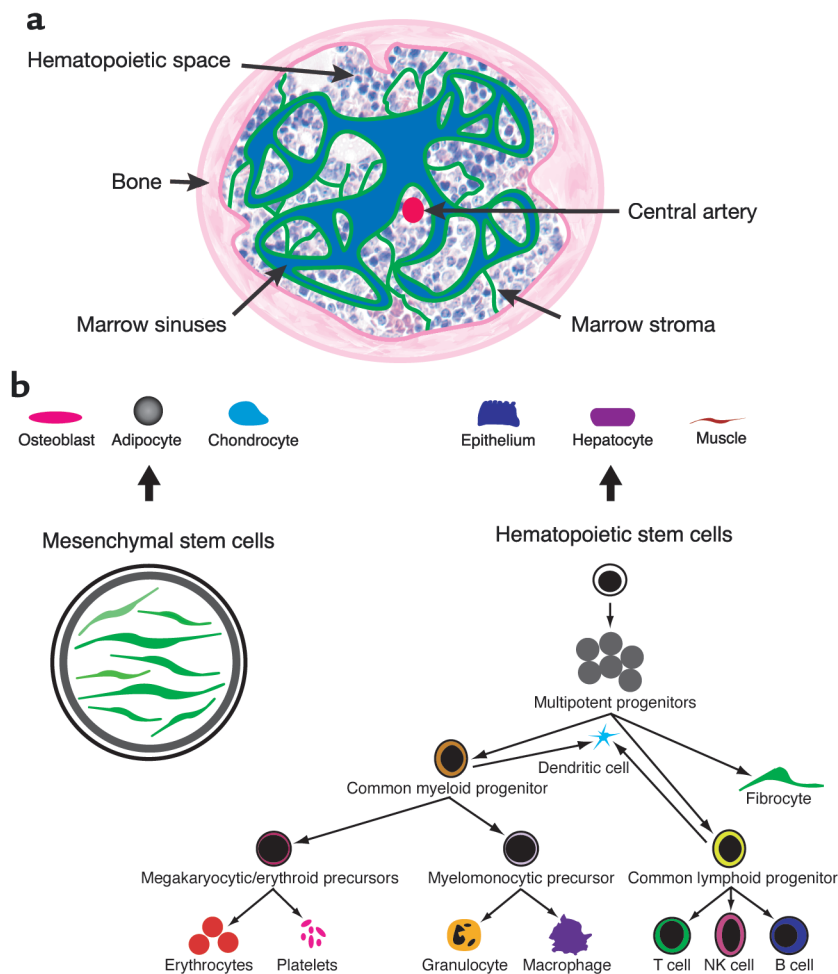 a
Hematopoietic space
Bone
Central artery
Marrow sinuses
Marrow stroma
b
Osteoblast
Adipocyte
Chondrocyte
Epithelium
Hepatocyte
Muscle
Mesenchymal stem cells
Hematopoietic stem cells
Multipotent progenitors
Dendritic cell
Common myeloid progenitor
Fibrocyte
Megakaryocytic/erythroid precursors
Myelomonocytic precursor
Common lymphoid progenitor
Erythrocytes
Platelets
Granulocyte
Macrophage
T cell
NK cell
B cell